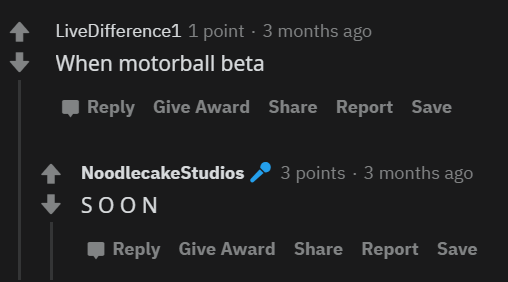 LiveDifference1 1 point · 3 months ago
When motorball beta
Reply Give Award Share Report Save
NoodlecakeStudios 3 points · 3 months ago
S O O N
Reply Give Award Share Report Save